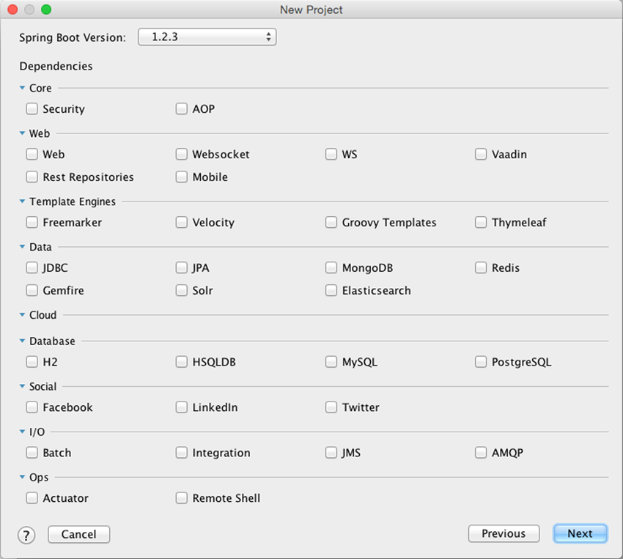 New Project
Spring Boot Version: 1.2.3
Dependencies
Core
Security AOP
Web
Web Websocket WS Vaadin
Rest Repositories Mobile
Template Engines
Freemarker Velocity Groovy Templates Thymeleaf
Data
JDBC JPA MongoDB Redis
Gemfire Solr Elasticsearch
Cloud
Database
H2 HSQLDB MySQL PostgreSQL
Social
Facebook LinkedIn Twitter
I/O
Batch Integration JMS AMQP
Ops
Actuator Remote Shell
? Cancel Previous Next